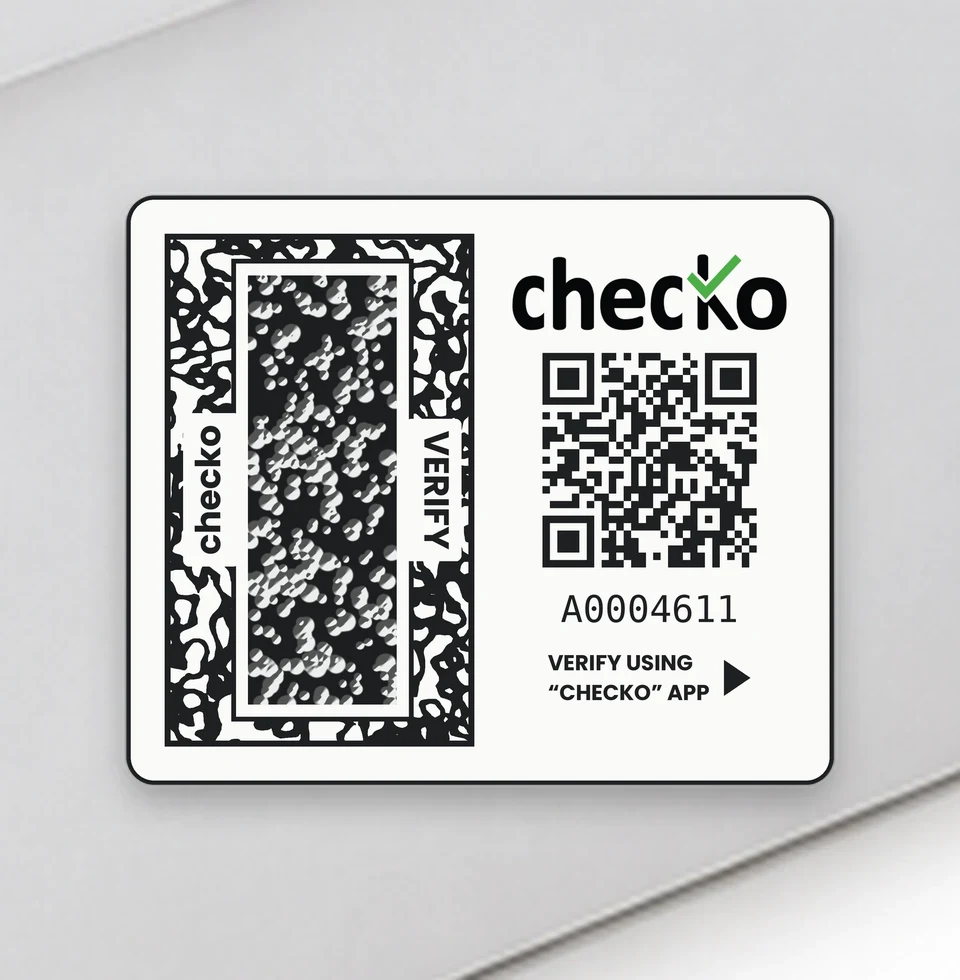 checko
VERIFY
checko
A0004611
VERIFY USING
“CHECKO” APP